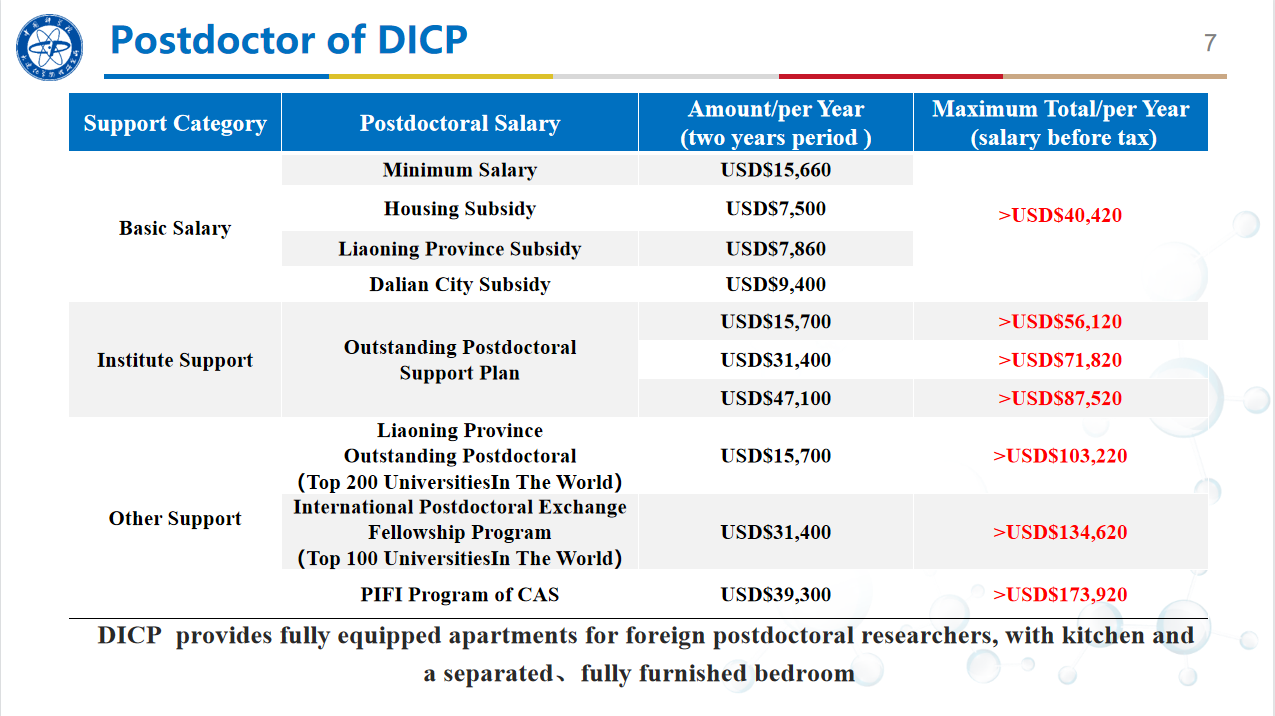 Postdoctor of DICP
7
Support Category
Postdoctoral Salary
Amount/per Year
(two years period )
Maximum Total/per Year
(salary before tax)
Basic Salary
Minimum Salary
USD$15,660
>USD$40,420
Housing Subsidy
USD$7,500
Liaoning Province Subsidy
USD$7,860
Dalian City Subsidy
USD$9,400
Institute Support
Outstanding Postdoctoral
Support Plan
USD$15,700
>USD$56,120
USD$31,400
>USD$71,820
USD$47,100
>USD$87,520
Other Support
Liaoning Province
Outstanding Postdoctoral
（Top 200 UniversitiesIn The World）
USD$15,700
>USD$103,220
International Postdoctoral Exchange
Fellowship Program
（Top 100 UniversitiesIn The World）
USD$31,400
>USD$134,620
PIFI Program of CAS
USD$39,300
>USD$173,920
DICP  provides fully equipped apartments for foreign postdoctoral researchers, with kitchen and
a separated、fully furnished bedroom